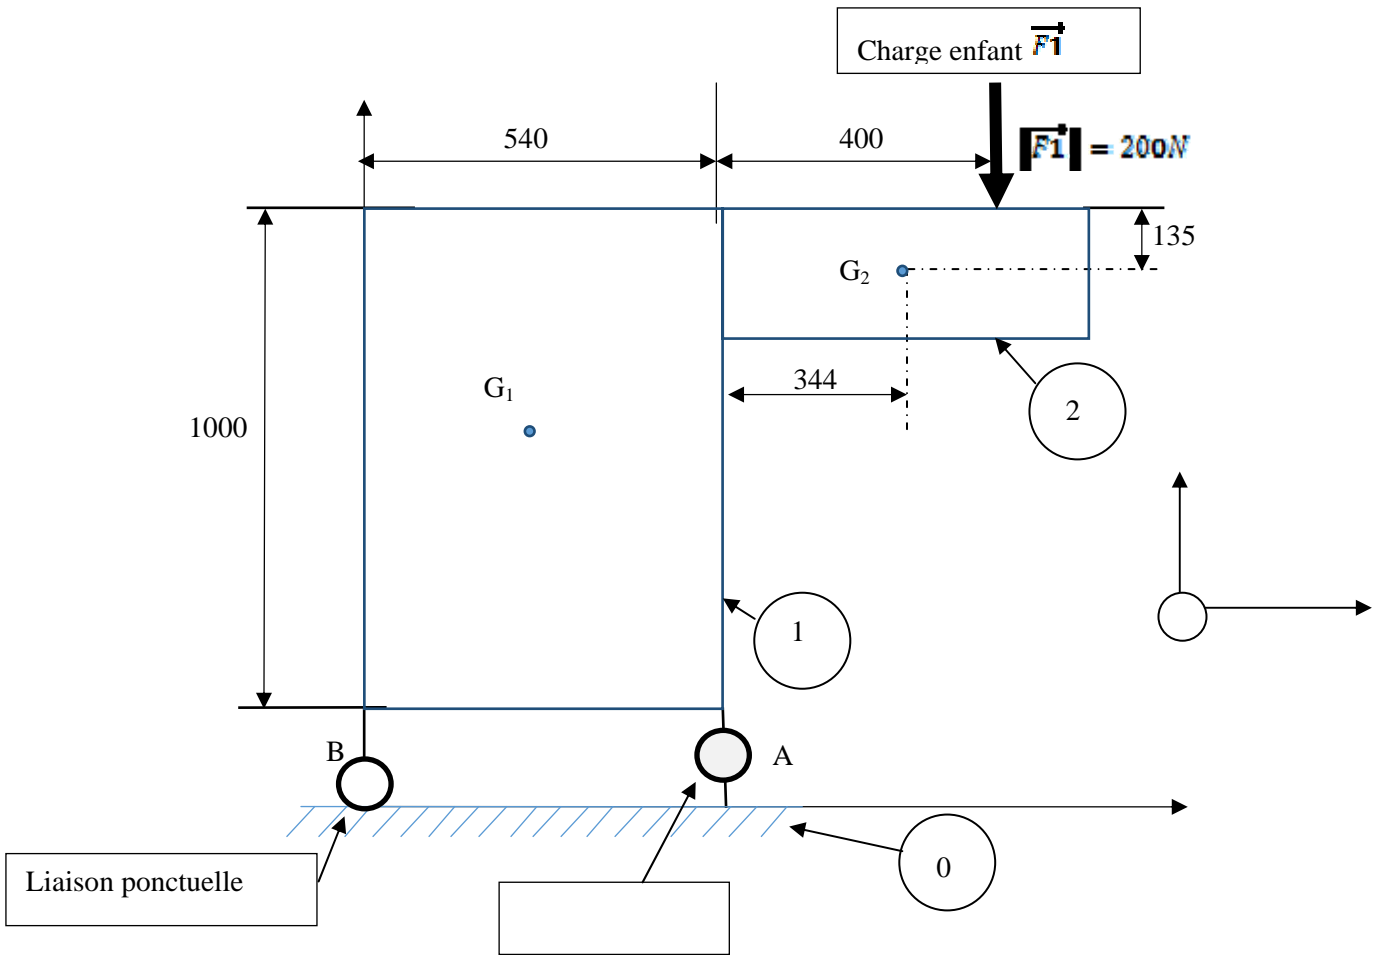 Charge enfant F1
540
400
|F1| = 200N
135
G2
344
G1
2
1000
1
B
A
0
Liaison ponctuelle